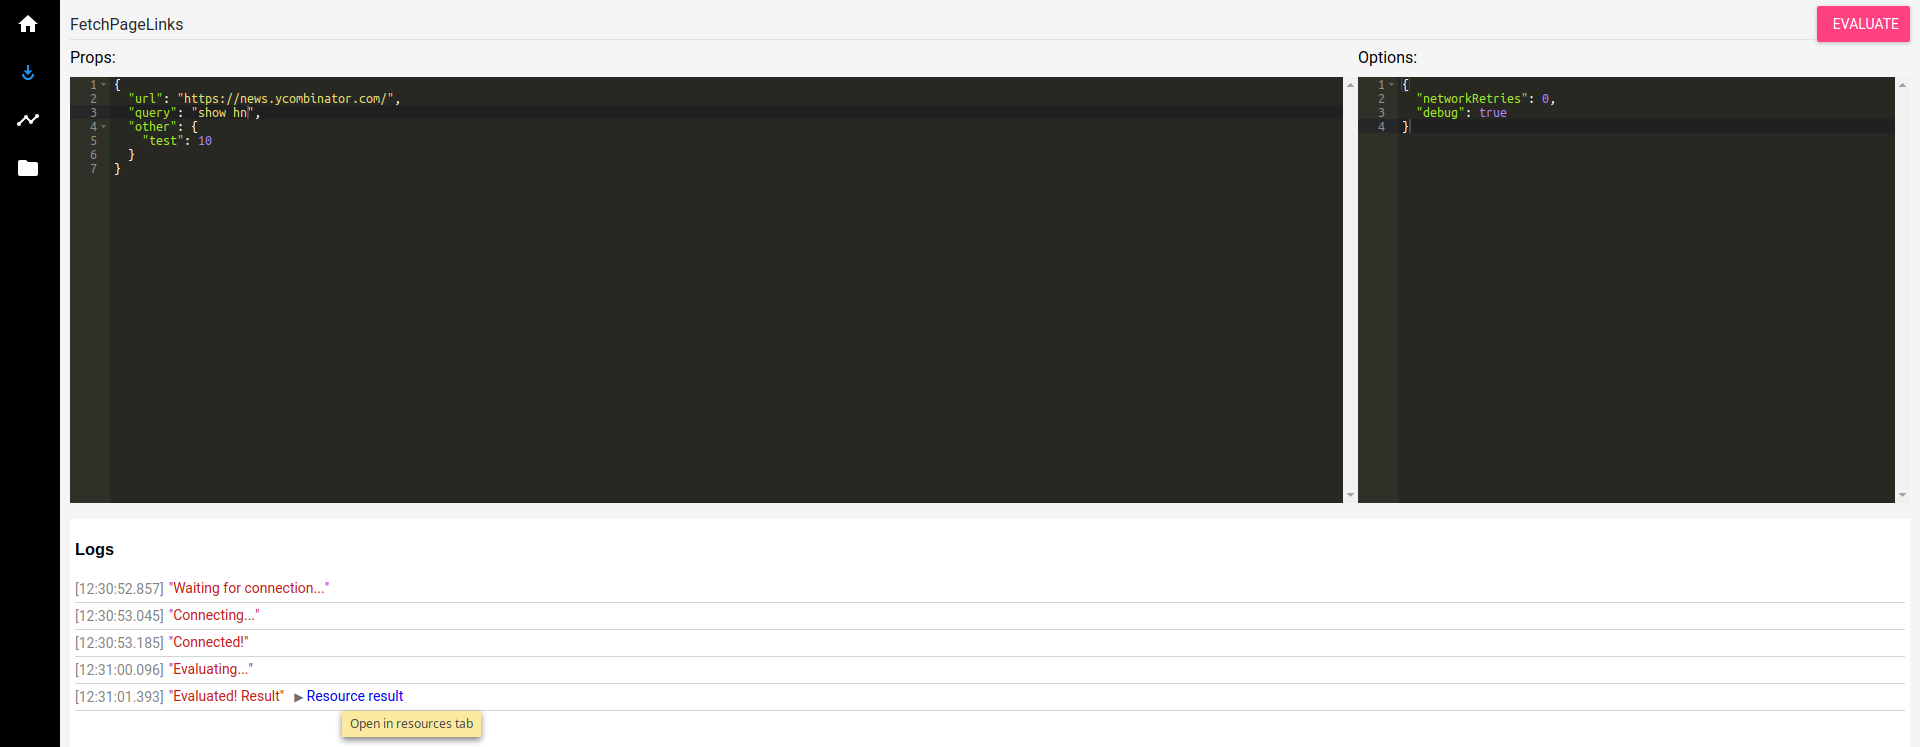 FetchPageLinks
EVALUATE
Props:
Options:
1 {
2 "url": "https://news.ycombinator.com/",
3 "query": "show hn",
4 "other": {
5 "test": 10
6 }
7 }
1 {
2 "networkRetries": 0,
3 "debug": true
4 }
Logs
[12:30:52.857] "Waiting for connection..."
[12:30:53.045] "Connecting..."
[12:30:53.185] "Connected!"
[12:31:00.096] "Evaluating..."
[12:31:01.393] "Evaluated! Result" ▶ Resource result
Open in resources tab